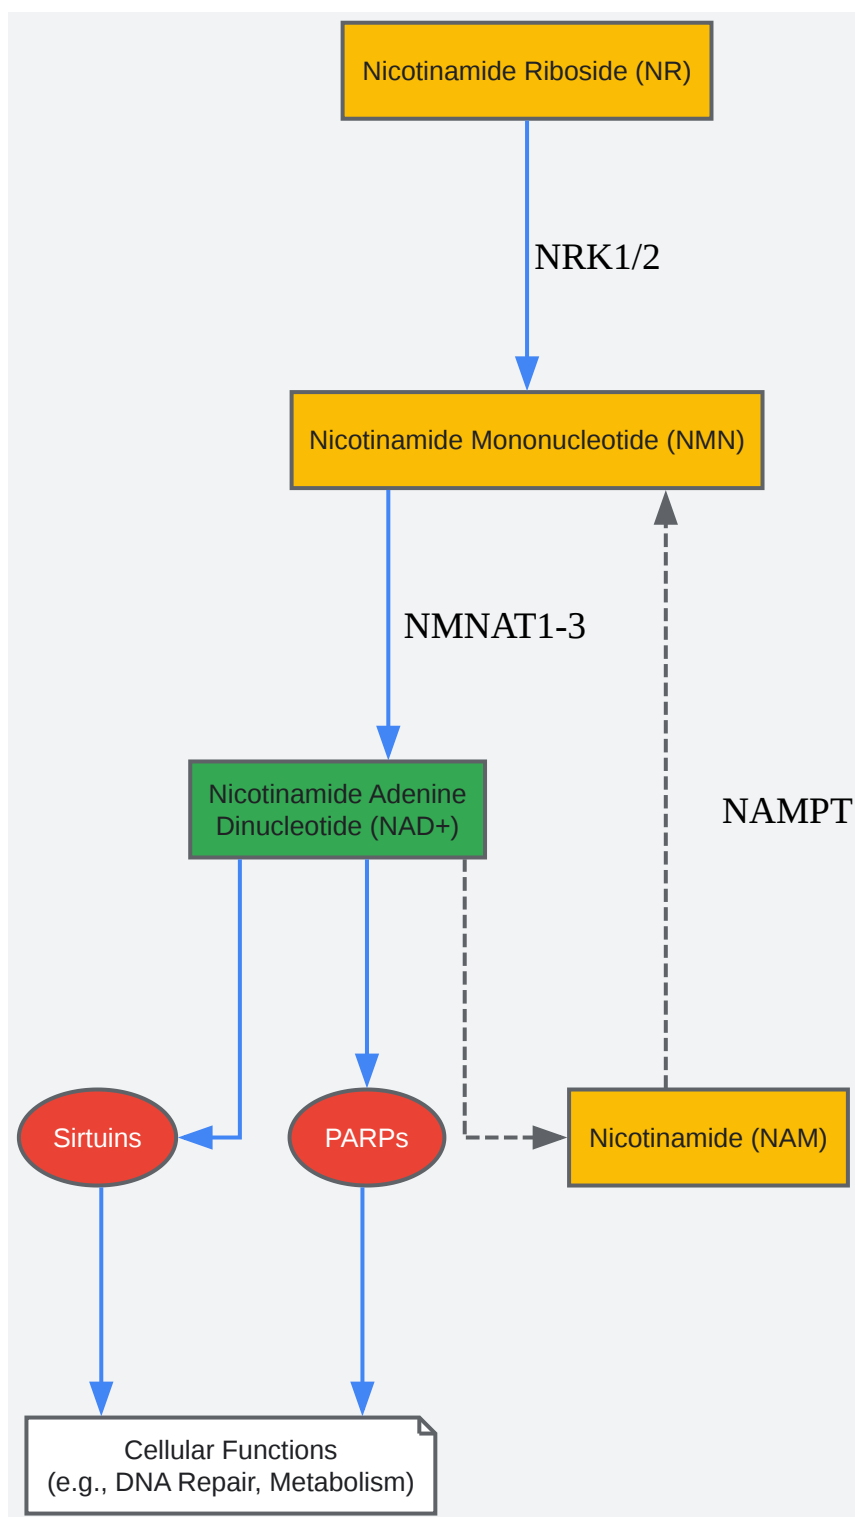 Nicotinamide Riboside (NR)
NRK1/2
Nicotinamide Mononucleotide (NMN)
NMNAT1-3
Nicotinamide Adenine
Dinucleotide (NAD+)
NAMPT
Sirtuins
PARPs
Nicotinamide (NAM)
Cellular Functions
(e.g., DNA Repair, Metabolism)